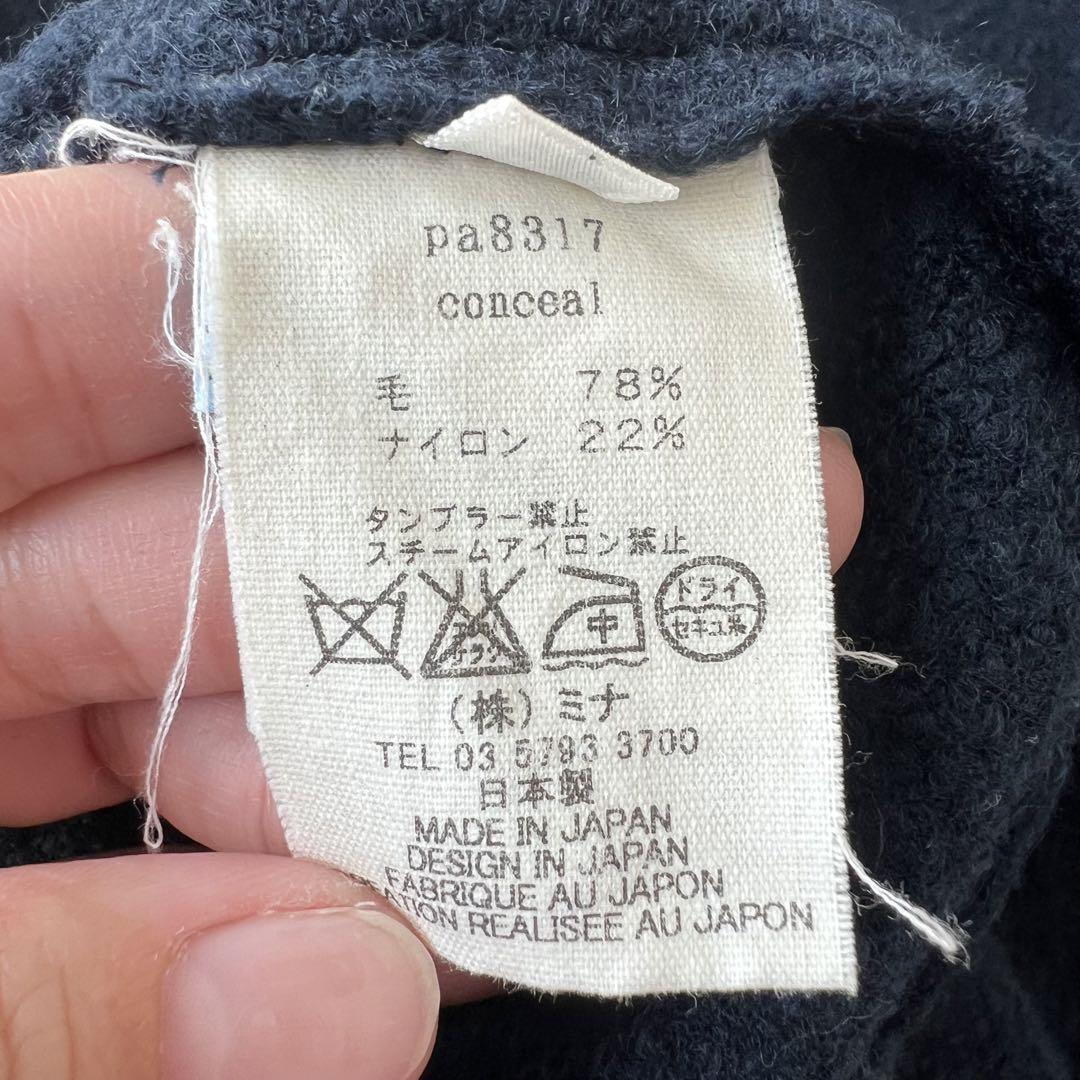 pa8317
conceal
毛 78%
ナイロン 22%
タンブラー禁止
スチームアイロン禁止
中
ドライ
セキユ系
(株)ミナ
TEL 03 5793 3700
日本製
MADE IN JAPAN
DESIGN IN JAPAN
FABRIQUE AU JAPON
REALISEE AU JAPON